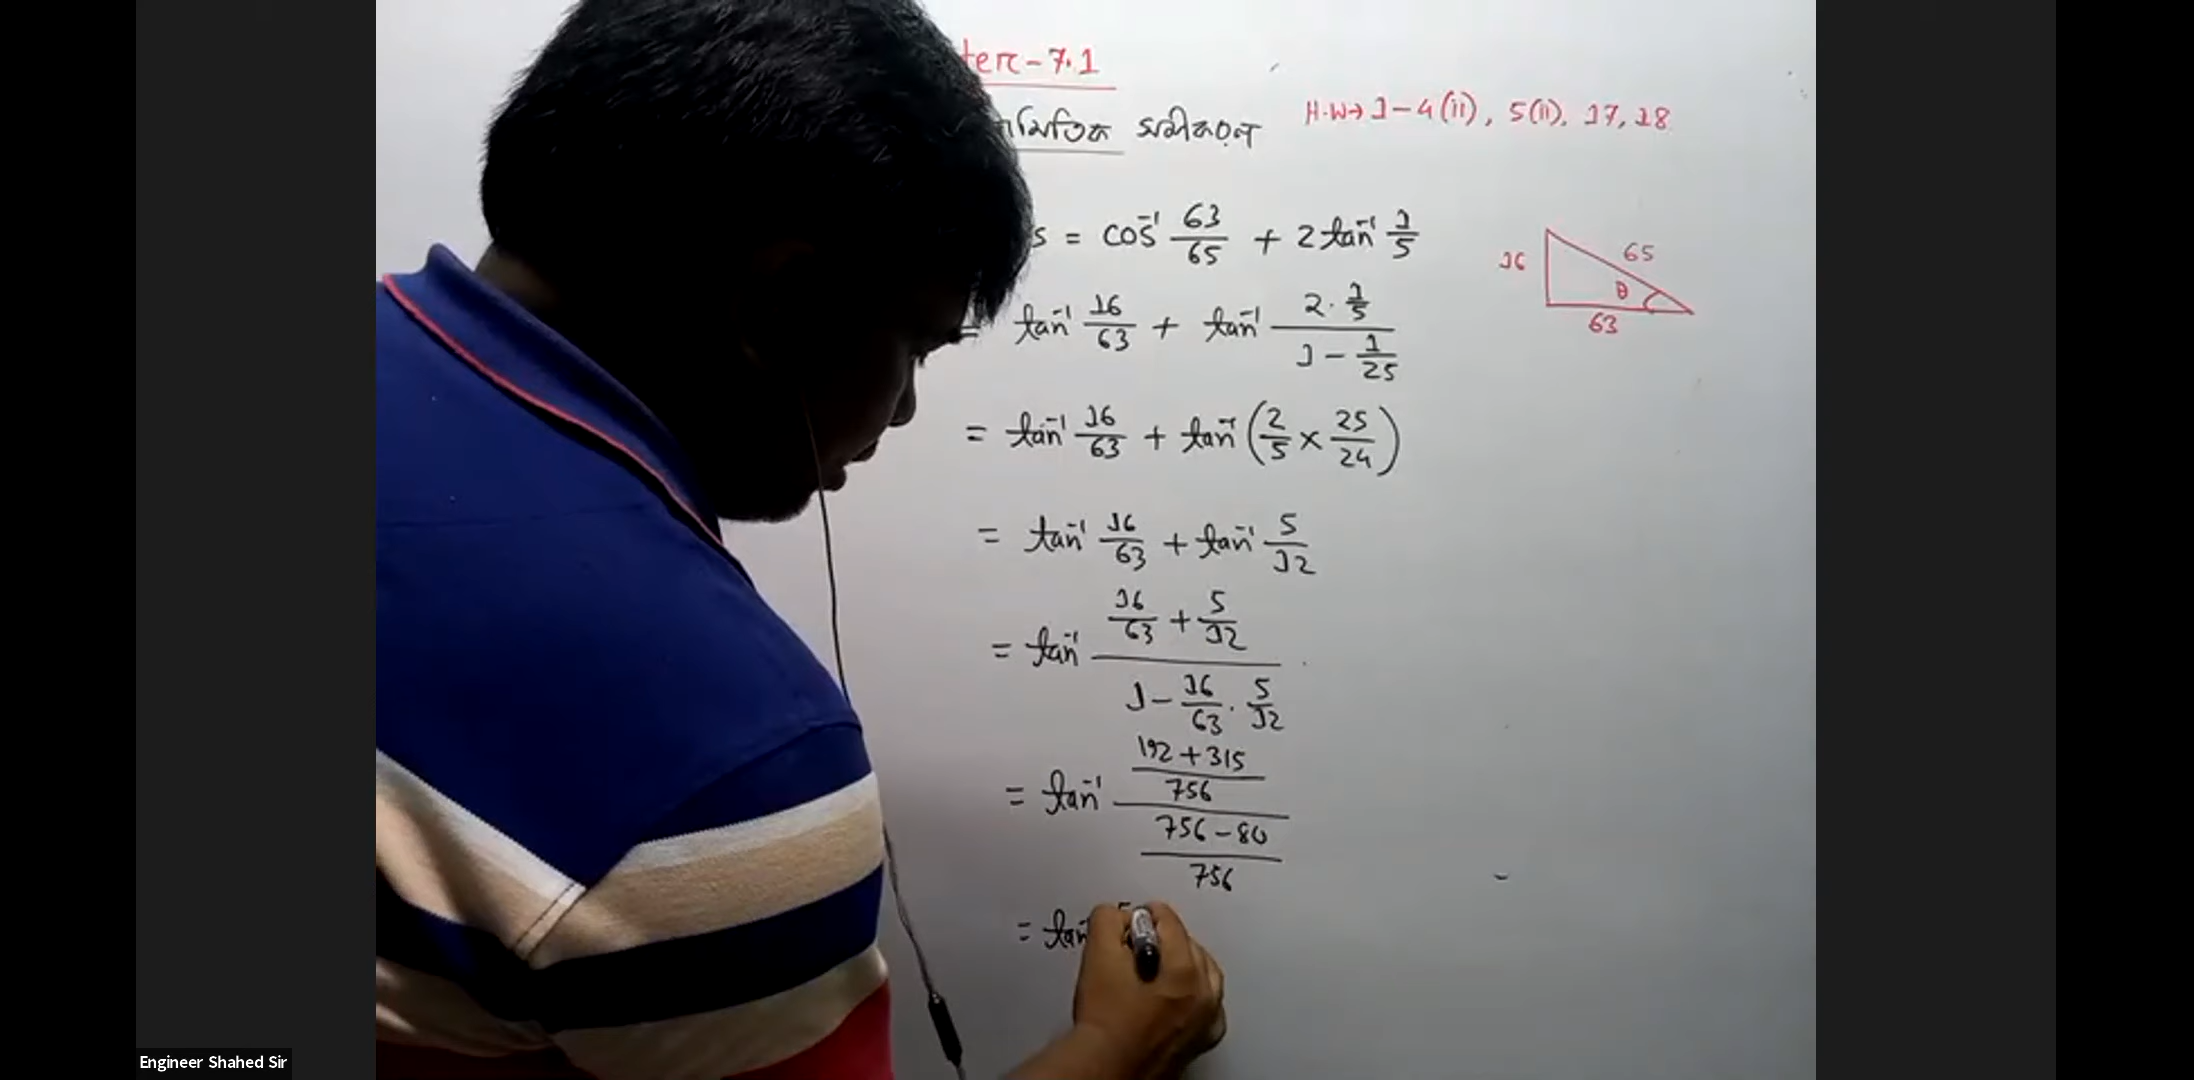 ter-7.1
মিতিক সমীকরণ
H.W→ 1-4(ii), 5(ii), 17, 18
s = cos⁻¹ 63/65 + 2 tan⁻¹ 1/5
= tan⁻¹ 16/63 + tan⁻¹ (2·1/5)/(1 - 1/25)
= tan⁻¹ 16/63 + tan⁻¹ (2/5 × 25/24)
= tan⁻¹ 16/63 + tan⁻¹ 5/12
= tan⁻¹ (16/63 + 5/12)/(1 - 16/63 · 5/12)
= tan⁻¹ ((192+315)/756)/((756-80)/756)
= tan
16
65
θ
63
Engineer Shahed Sir